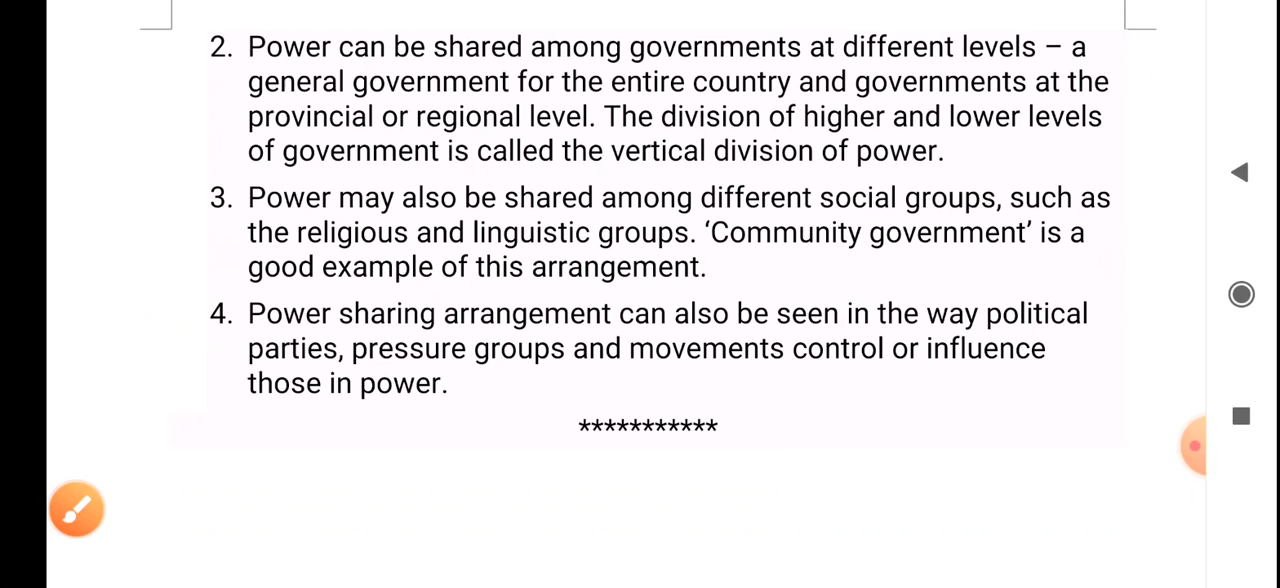 2. Power can be shared among governments at different levels – a
general government for the entire country and governments at the
provincial or regional level. The division of higher and lower levels
of government is called the vertical division of power.
3. Power may also be shared among different social groups, such as
the religious and linguistic groups. ‘Community government’ is a
good example of this arrangement.
4. Power sharing arrangement can also be seen in the way political
parties, pressure groups and movements control or influence
those in power.
***********